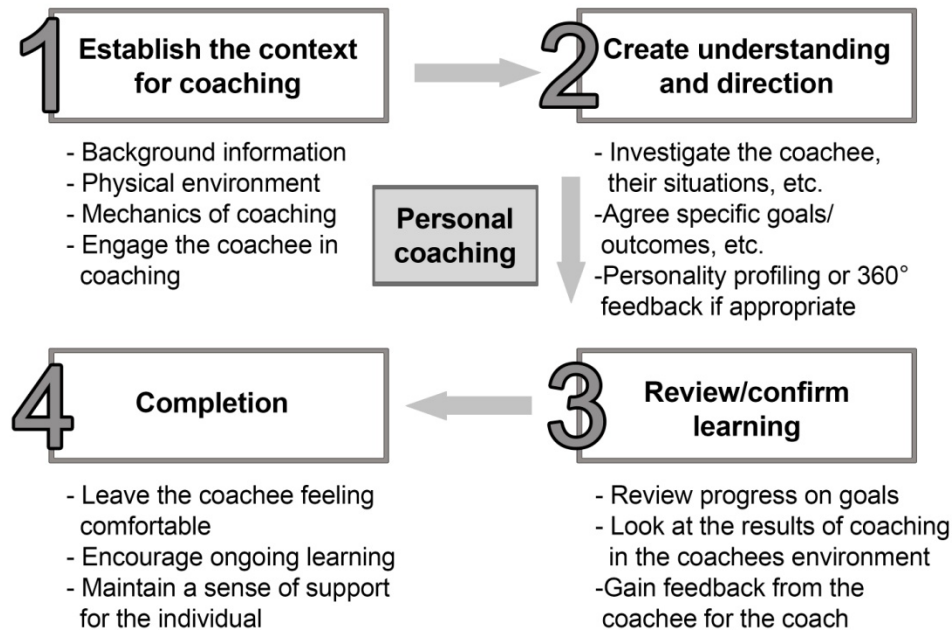 1
Establish the context
for coaching
- Background information
- Physical environment
- Mechanics of coaching
- Engage the coachee in
coaching
2
Create understanding
and direction
- Investigate the coachee,
their situations, etc.
-Agree specific goals/
outcomes, etc.
-Personality profiling or 360°
feedback if appropriate
Personal
coaching
3
Review/confirm
learning
- Review progress on goals
- Look at the results of coaching
in the coachees environment
-Gain feedback from the
coachee for the coach
4
Completion
- Leave the coachee feeling
comfortable
- Encourage ongoing learning
- Maintain a sense of support
for the individual